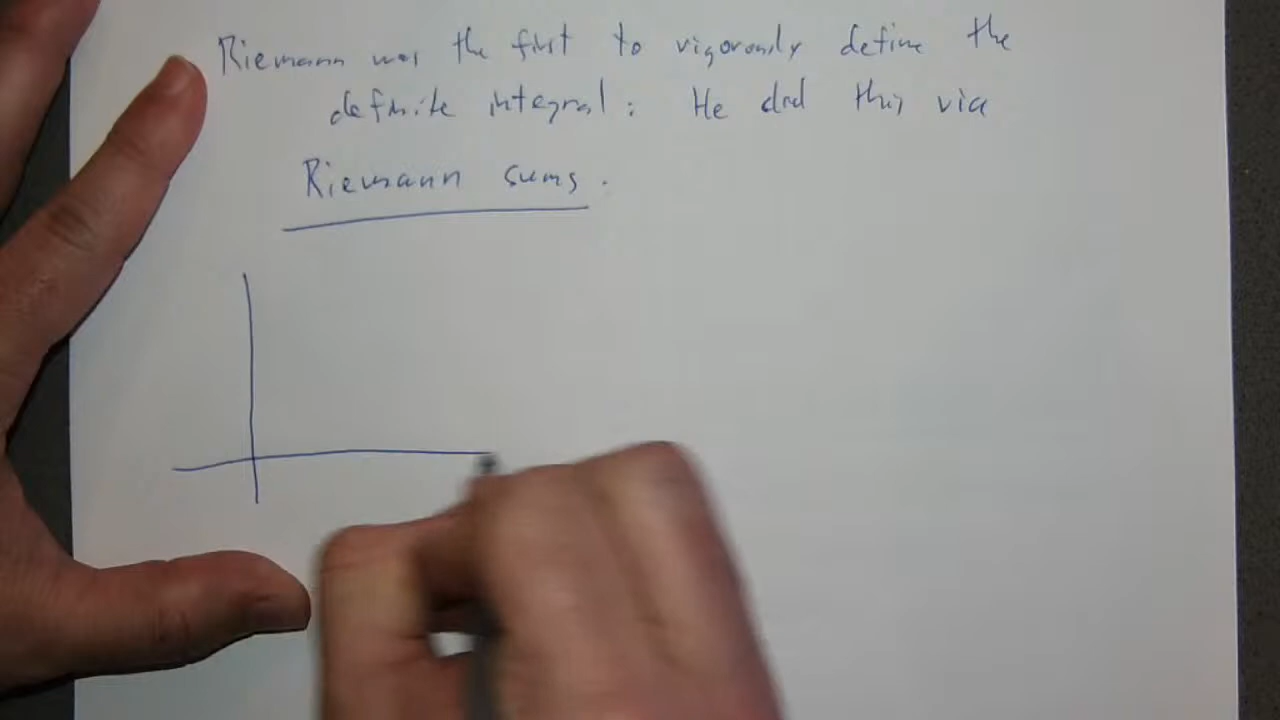 Riemann was the first to rigorously define the
definite integral: He did this via
Riemann sums.